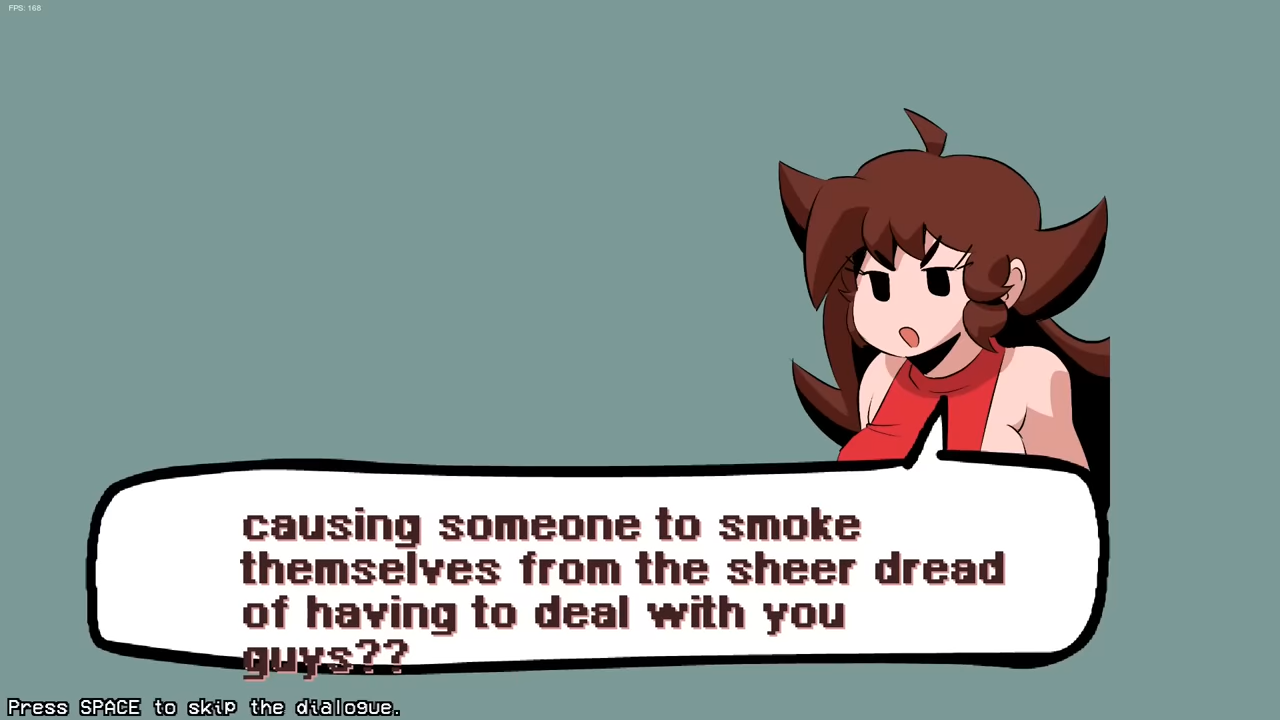 FPS: 168
causing someone to smoke
themselves from the sheer dread
of having to deal with you
guys??
Press SPACE to skip the dialogue.